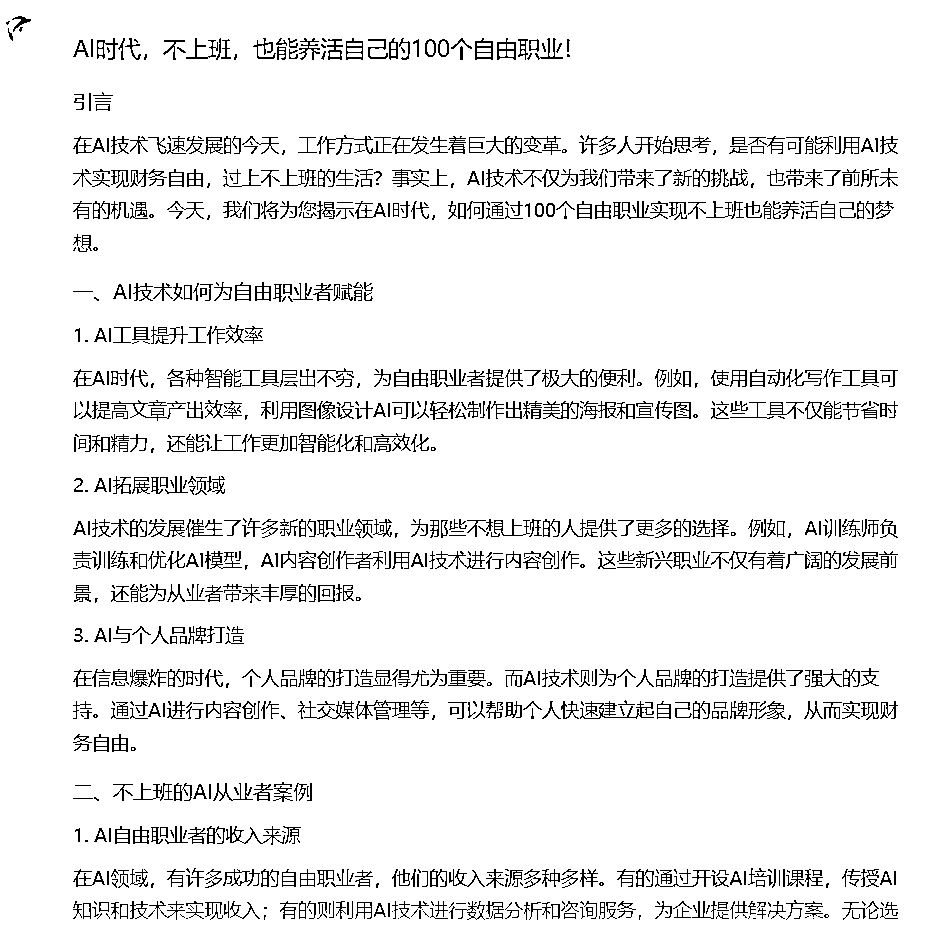 AI时代，不上班，也能养活自己的100个自由职业！
引言
在AI技术飞速发展的今天，工作方式正在发生着巨大的变革。许多人开始思考，是否有可能利用AI技
术实现财务自由，过上不上班的生活？事实上，AI技术不仅为我们带来了新的挑战，也带来了前所未
有的机遇。今天，我们将为您揭示在AI时代，如何通过100个自由职业实现不上班也能养活自己的梦
想。
一、AI技术如何为自由职业者赋能
1. AI工具提升工作效率
在AI时代，各种智能工具层出不穷，为自由职业者提供了极大的便利。例如，使用自动化写作工具可
以提高文章产出效率，利用图像设计AI可以轻松制作出精美的海报和宣传图。这些工具不仅能节省时
间和精力，还能让工作更加智能化和高效化。
2. AI拓展职业领域
AI技术的发展催生了许多新的职业领域，为那些不想上班的人提供了更多的选择。例如，AI训练师负
责训练和优化AI模型，AI内容创作者利用AI技术进行内容创作。这些新兴职业不仅有着广阔的发展前
景，还能为从业者带来丰厚的回报。
3. AI与个人品牌打造
在信息爆炸的时代，个人品牌的打造显得尤为重要。而AI技术则为个人品牌的打造提供了强大的支
持。通过AI进行内容创作、社交媒体管理等，可以帮助个人快速建立起自己的品牌形象，从而实现财
务自由。
二、不上班的AI从业者案例
1. AI自由职业者的收入来源
在AI领域，有许多成功的自由职业者，他们的收入来源多种多样。有的通过开设AI培训课程，传授AI
知识和技术来实现收入；有的则利用AI技术进行数据分析和咨询服务，为企业提供解决方案。无论选